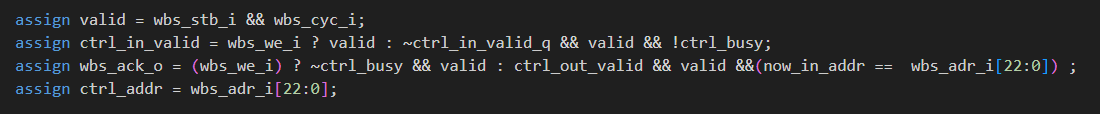 assign valid = wbs_stb_i && wbs_cyc_i;
assign ctrl_in_valid = wbs_we_i ? valid : ~ctrl_in_valid_q && valid && !ctrl_busy;
assign wbs_ack_o = (wbs_we_i) ? ~ctrl_busy && valid : ctrl_out_valid && valid &&(now_in_addr ==  wbs_adr_i[22:0]) ;
assign ctrl_addr = wbs_adr_i[22:0];